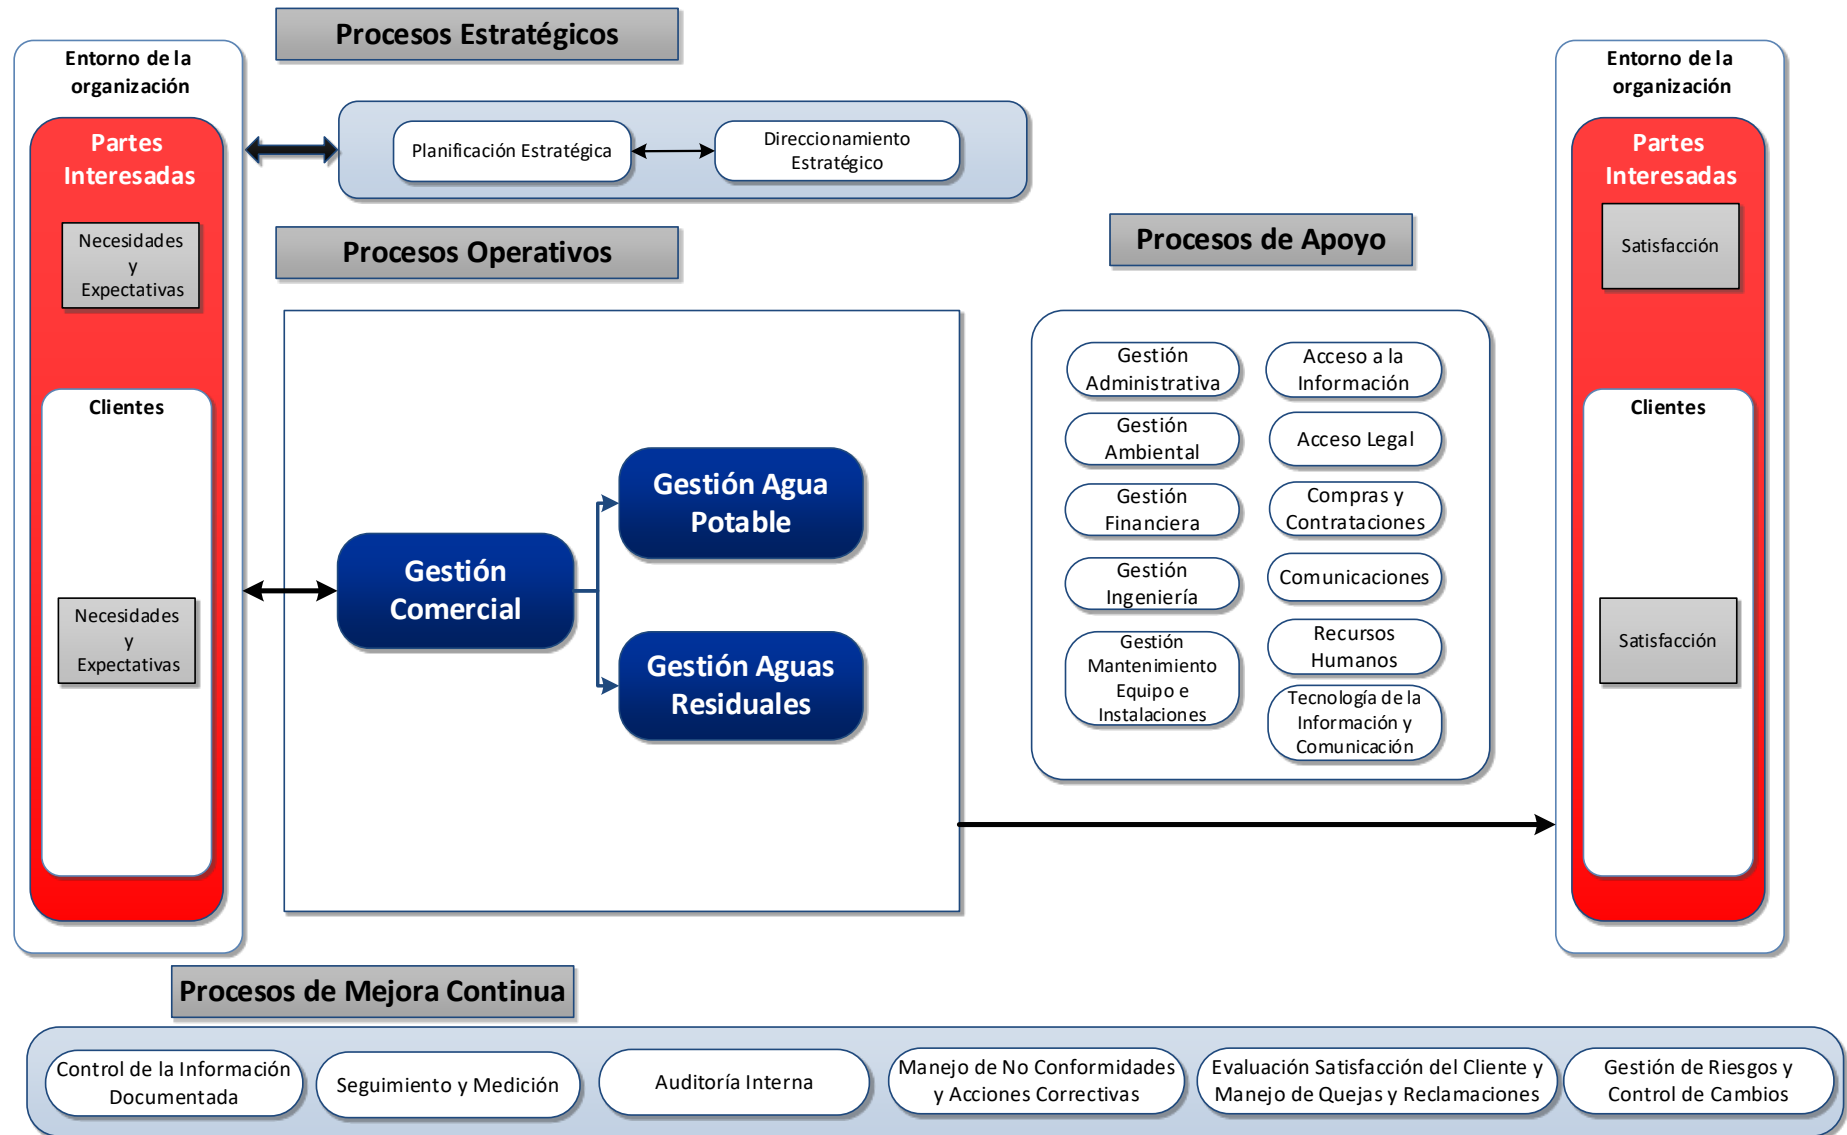 Procesos Estratégicos
Entorno de la
organización
Partes
Interesadas
Necesidades
y
Expectativas
Clientes
Necesidades
y
Expectativas
Planificación Estratégica
Direccionamiento
Estratégico
Procesos Operativos
Gestión
Comercial
Gestión Agua
Potable
Gestión Aguas
Residuales
Procesos de Apoyo
Gestión
Administrativa
Gestión
Ambiental
Gestión
Financiera
Gestión
Ingeniería
Gestión
Mantenimiento
Equipo e
Instalaciones
Acceso a la
Información
Acceso Legal
Compras y
Contrataciones
Comunicaciones
Recursos
Humanos
Tecnología de la
Información y
Comunicación
Entorno de la
organización
Partes
Interesadas
Satisfacción
Clientes
Satisfacción
Procesos de Mejora Continua
Control de la Información
Documentada
Seguimiento y Medición
Auditoría Interna
Manejo de No Conformidades
y Acciones Correctivas
Evaluación Satisfacción del Cliente y
Manejo de Quejas y Reclamaciones
Gestión de Riesgos y
Control de Cambios